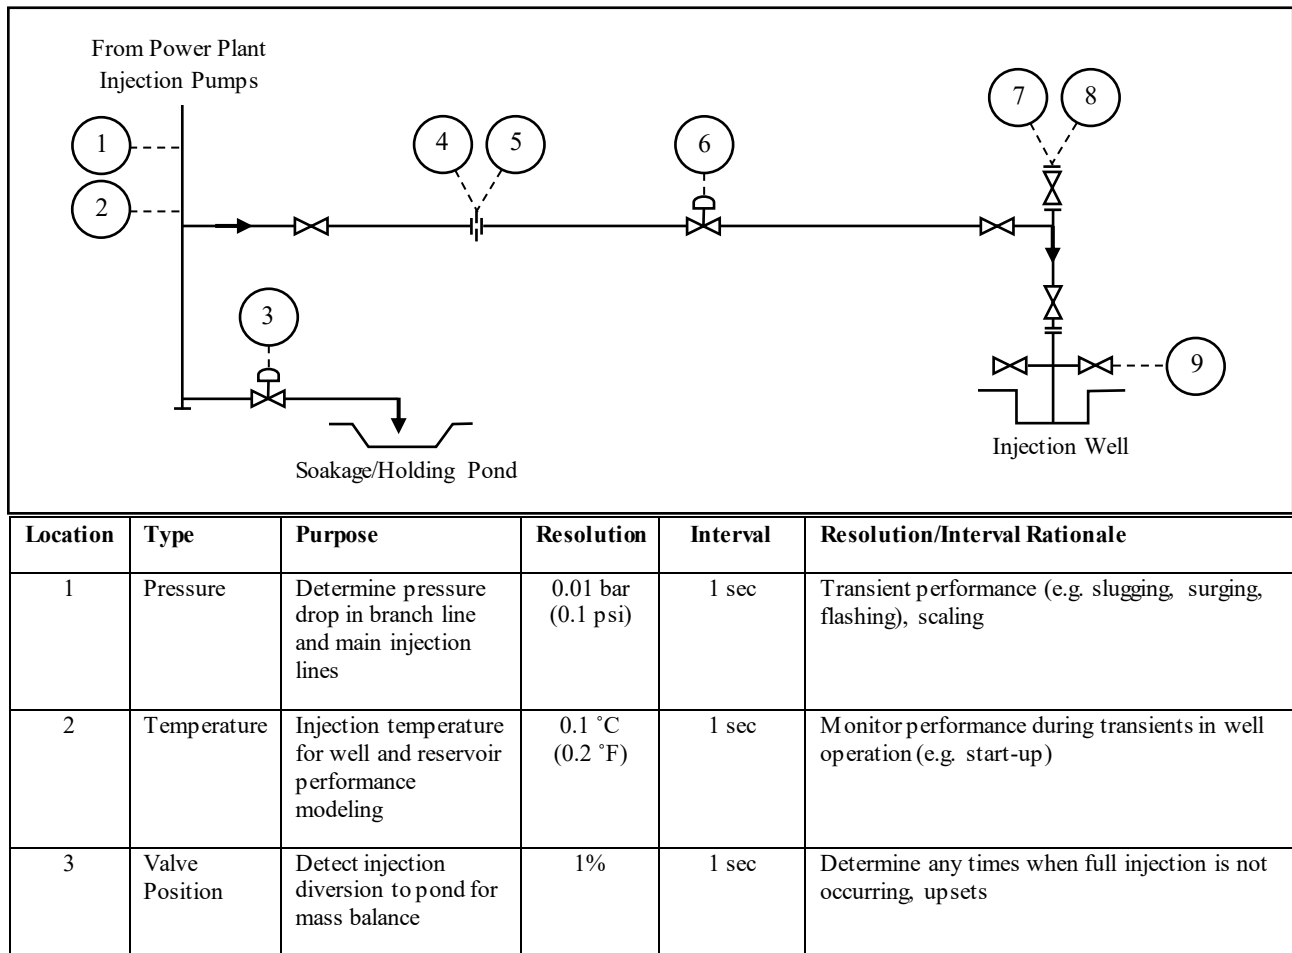 From Power Plant
Injection Pumps
1
2
3
4
5
6
7
8
9
Soakage/Holding Pond
Injection Well
Location Type Purpose Resolution Interval Resolution/Interval Rationale
1 Pressure Determine pressure 0.01 bar 1 sec Transient performance (e.g. slugging, surging,
drop in branch line (0.1 psi) flashing), scaling
and main injection
lines
2 Temperature Injection temperature 0.1 ˚C 1 sec Monitor performance during transients in well
for well and reservoir (0.2 ˚F) operation (e.g. start-up)
performance
modeling
3 Valve Detect injection 1% 1 sec Determine any times when full injection is not
Position diversion to pond for occurring, upsets
mass balance